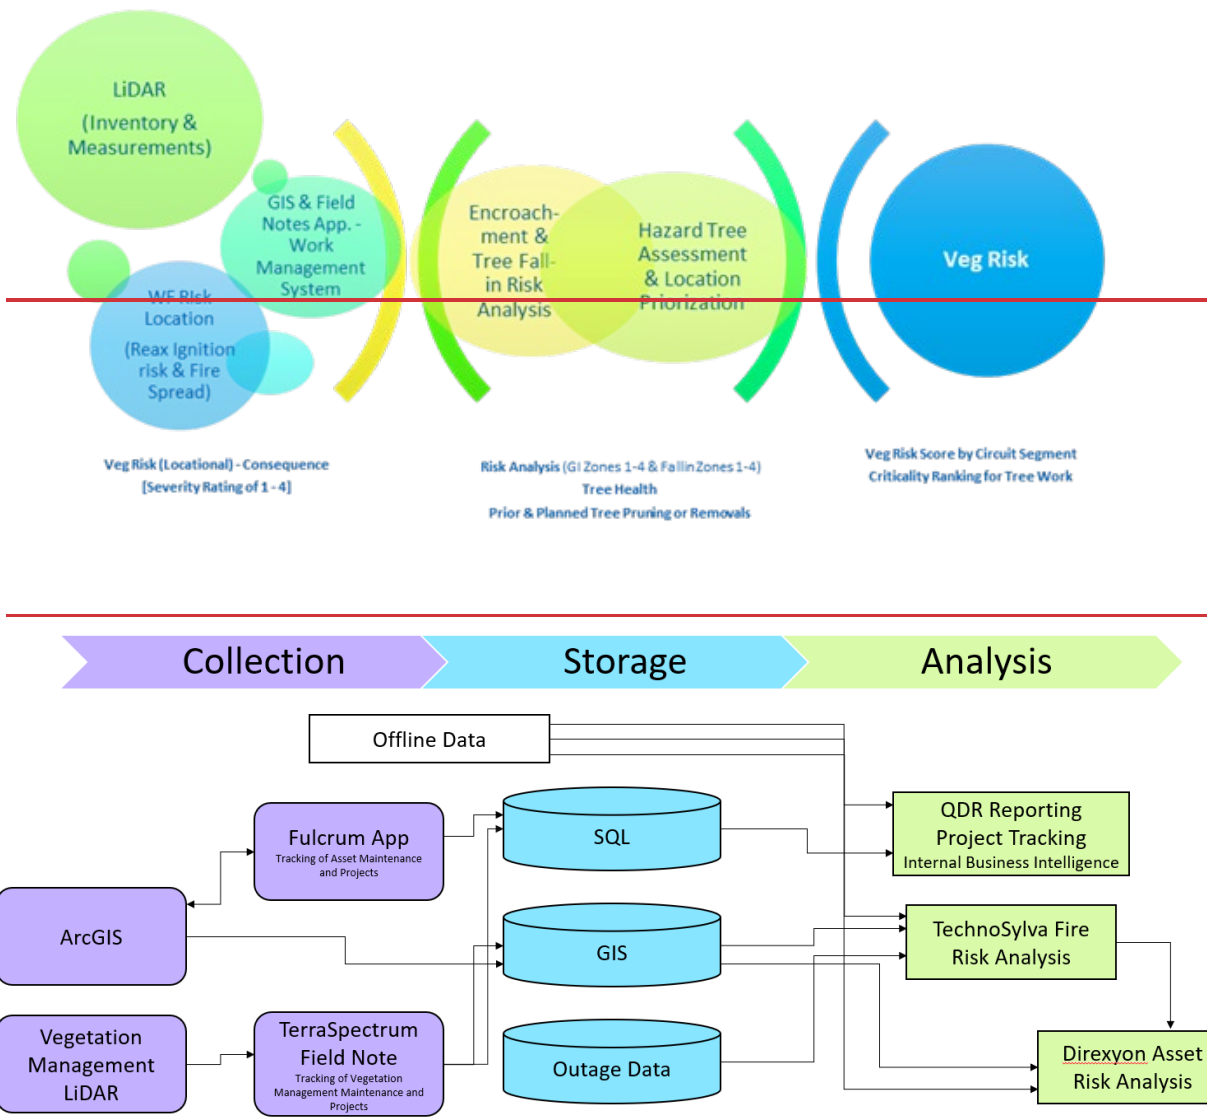 LiDAR
(Inventory &
Measurements)
GIS & Field
Notes App. -
Work
Management
System
WF Risk
Location
(Reax Ignition
risk & Fire
Spread)
Encroach-
ment &
Tree Fall-
in Risk
Analysis
Hazard Tree
Assessment
& Location
Priorization
Veg Risk
Veg Risk (Locational) - Consequence
[Severity Rating of 1 - 4]
Risk Analysis (GI Zones 1-4 & Fall in Zones 1-4)
Tree Health
Prior & Planned Tree Pruning or Removals
Veg Risk Score by Circuit Segment
Criticality Ranking for Tree Work
Collection
Storage
Analysis
Offline Data
Fulcrum App
Tracking of Asset Maintenance
and Projects
SQL
QDR Reporting
Project Tracking
Internal Business Intelligence
ArcGIS
GIS
TechnoSylva Fire
Risk Analysis
Vegetation
Management
LiDAR
TerraSpectrum
Field Note
Tracking of Vegetation
Management Maintenance and
Projects
Outage Data
Direxyon Asset
Risk Analysis